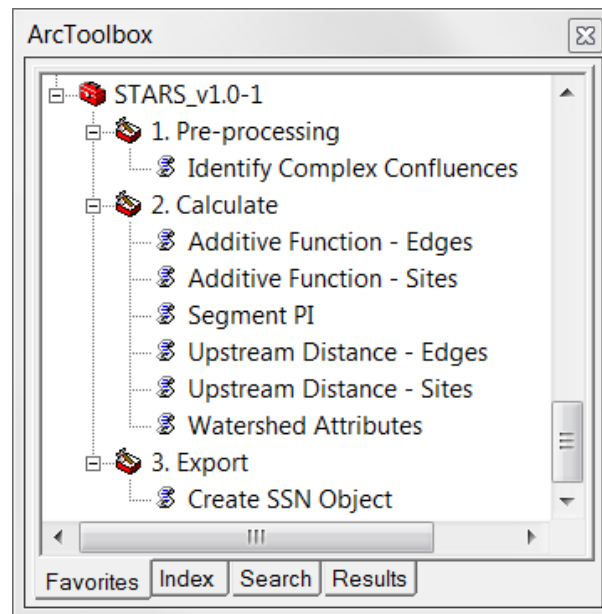 ArcToolbox
STARS_v1.0-1
1. Pre-processing
Identify Complex Confluences
2. Calculate
Additive Function - Edges
Additive Function - Sites
Segment PI
Upstream Distance - Edges
Upstream Distance - Sites
Watershed Attributes
3. Export
Create SSN Object
Favorites Index Search Results